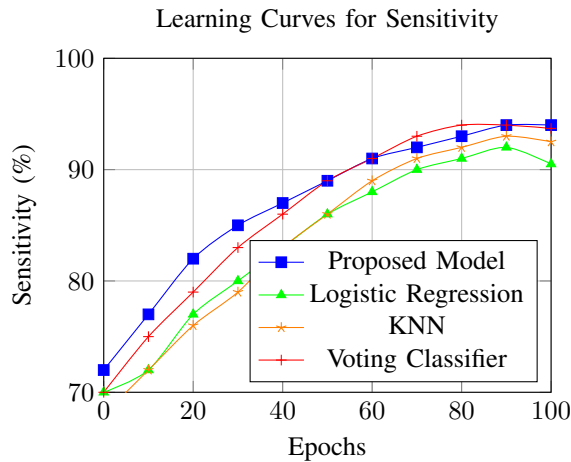 Learning Curves for Sensitivity
100
90
80
70
Sensitivity (%)
Proposed Model
Logistic Regression
KNN
Voting Classifier
0 20 40 60 80 100
Epochs